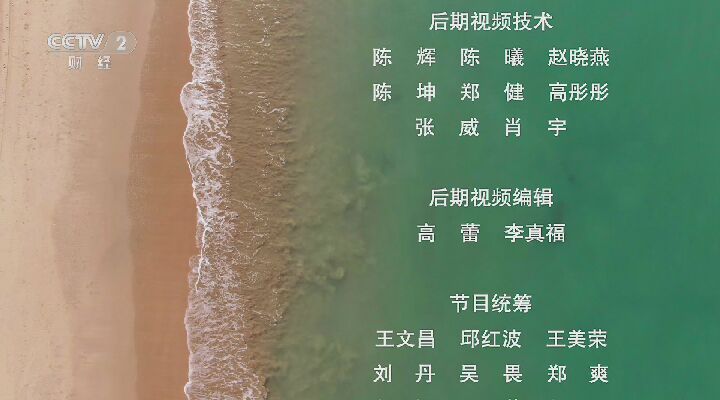 CCTV 2
财经
后期视频技术
陈 辉 陈 曦 赵晓燕
陈 坤 郑 健 高彤彤
张 威 肖 宇
后期视频编辑
高 蕾 李真福
节目统筹
王文昌 邱红波 王美荣
刘 丹 吴 畏 郑 爽